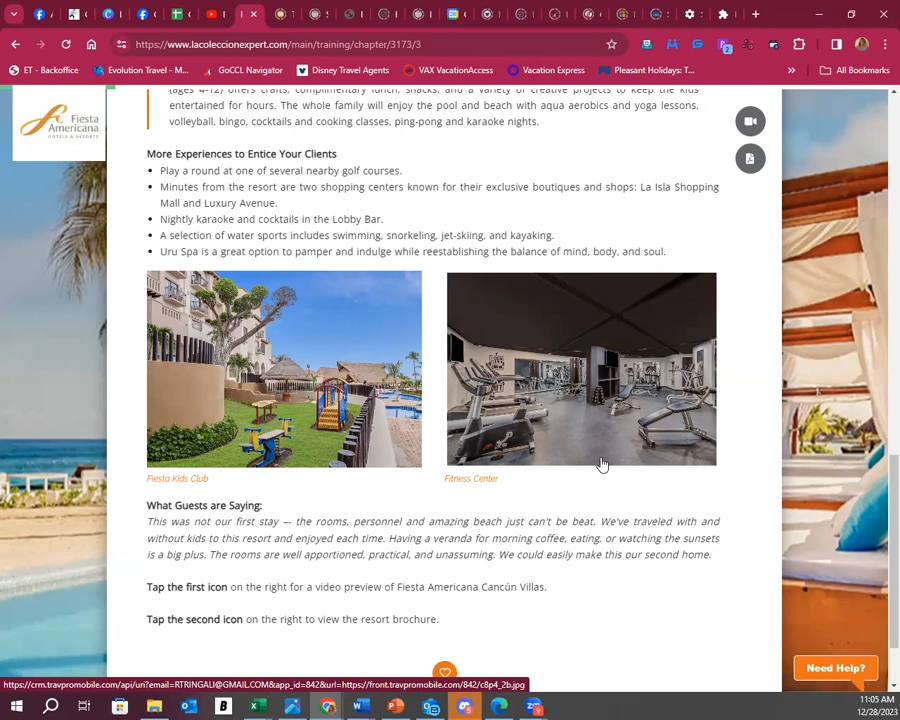 https://www.lacoleccionexpert.com/main/training/chapter/3173/3
ET - Backoffice
Evolution Travel - M...
GoCCL Navigator
Disney Travel Agents
VAX VacationAccess
Vacation Express
Pleasant Holidays: T...
»
All Bookmarks
Fiesta
Americana.
HOTELS & RESORTS
(ages 4-12) offers crafts, complimentary lunch, snacks, and a variety of creative projects to keep the kids
entertained for hours. The whole family will enjoy the pool and beach with aqua aerobics and yoga lessons,
volleyball, bingo, cocktails and cooking classes, ping-pong and karaoke nights.
More Experiences to Entice Your Clients
• Play a round at one of several nearby golf courses.
• Minutes from the resort are two shopping centers known for their exclusive boutiques and shops: La Isla Shopping
Mall and Luxury Avenue.
• Nightly karaoke and cocktails in the Lobby Bar.
• A selection of water sports includes swimming, snorkeling, jet-skiing, and kayaking.
• Uru Spa is a great option to pamper and indulge while reestablishing the balance of mind, body, and soul.
Fiesta Kids Club
Fitness Center
What Guests are Saying:
This was not our first stay –- the rooms, personnel and amazing beach just can't be beat. We've traveled with and
without kids to this resort and enjoyed each time. Having a veranda for morning coffee, eating, or watching the sunsets
is a big plus. The rooms are well apportioned, practical, and unassuming. We could easily make this our second home.
Tap the first icon on the right for a video preview of Fiesta Americana Cancún Villas.
Tap the second icon on the right to view the resort brochure.
Need Help?
https://crm.travpromobile.com/api/uri?email=RTRINGALI@GMAIL.COM&app_id=842&url=https://front.travpromobile.com/842/c8p4_2b.jpg
11:05 AM
12/28/2023